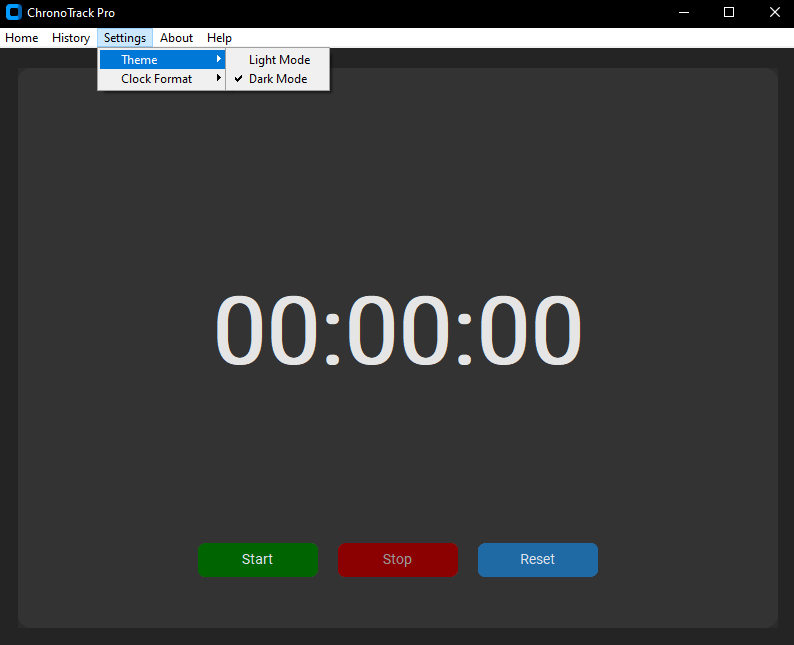 ChronoTrack Pro
Home History Settings About Help
Theme Light Mode
Clock Format Dark Mode
00:00:00
Start Stop Reset